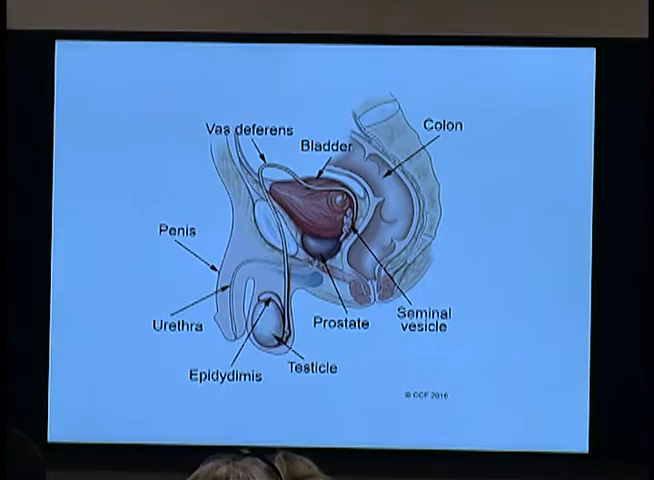 Vas deferens
Bladder
Colon
Penis
Urethra
Prostate
Seminal
vesicle
Epidydimis
Testicle
© CCF 2016